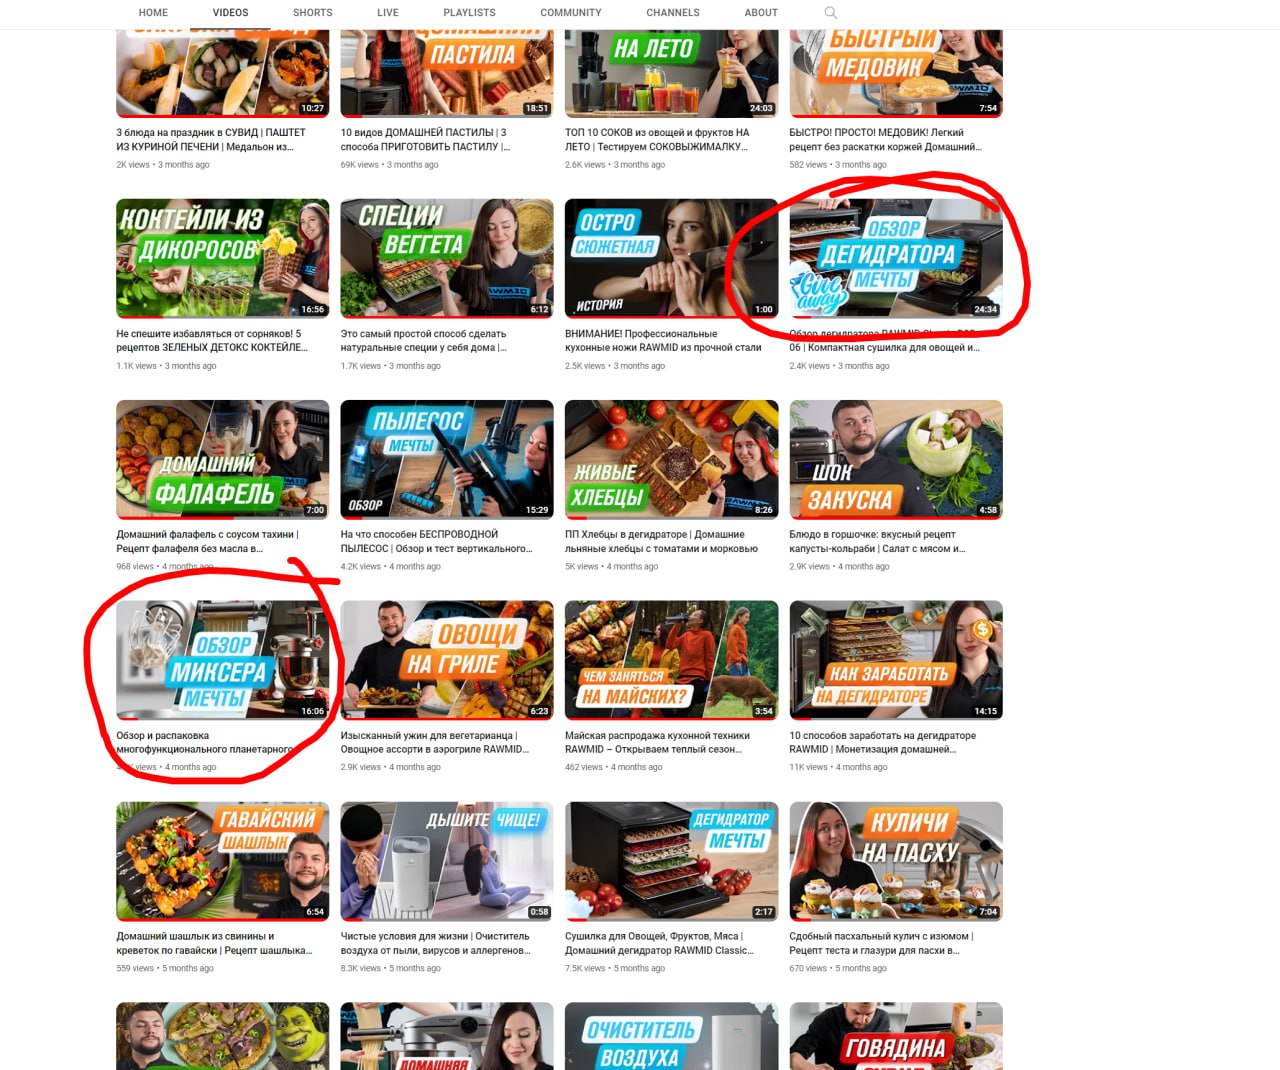 HOME VIDEOS SHORTS LIVE PLAYLISTS COMMUNITY CHANNELS ABOUT
ПАСТИЛА
НА ЛЕТО
БЫСТРЫЙ
МЕДОВИК
10:27
18:51
24:03
7:54
3 блюда на праздник в СУВИД | ПАШТЕТ
ИЗ КУРИНОЙ ПЕЧЕНИ | Медальон из...
2K views • 3 months ago
10 видов ДОМАШНЕЙ ПАСТИЛЫ | 3
способа ПРИГОТОВИТЬ ПАСТИЛУ |...
69K views • 3 months ago
ТОП 10 СОКОВ из овощей и фруктов НА
ЛЕТО | Тестируем СОКОВЫЖИМАЛКУ...
2.6K views • 3 months ago
БЫСТРО! ПРОСТО! МЕДОВИК! Легкий
рецепт без раскатки коржей Домашний...
582 views • 3 months ago
КОКТЕЙЛИ ИЗ
ДИКОРОСОВ
16:56
Не спешите избавляться от сорняков! 5
рецептов ЗЕЛЕНЫХ ДЕТОКС КОКТЕЙЛЕ...
1.1K views • 3 months ago
СПЕЦИИ
ВЕГГЕТА
6:12
Это самый простой способ сделать
натуральные специи у себя дома |...
1.7K views • 3 months ago
ОСТРО
СЮЖЕТНАЯ
ИСТОРИЯ
1:00
ВНИМАНИЕ! Профессиональные
кухонные ножи RAWMID из прочной стали
2.5K views • 3 months ago
ОБЗОР
ДЕГИДРАТОРА
МЕЧТЫ
Give
away
24:34
Обзор дегидратора RAWMID
06 | Компактная сушилка для овощей и...
2.4K views • 3 months ago
ДОМАШНИЙ
ФАЛАФЕЛЬ
7:00
Домашний фалафель с соусом тахини |
Рецепт фалафеля без масла в...
968 views • 4 months ago
ПЫЛЕСОС
МЕЧТЫ
ОБЗОР
15:29
На что способен БЕСПРОВОДНОЙ
ПЫЛЕСОС | Обзор и тест вертикального...
4.2K views • 4 months ago
ЖИВЫЕ
ХЛЕБЦЫ
8:26
ПП Хлебцы в дегидраторе | Домашние
льняные хлебцы с томатами и морковью
5K views • 4 months ago
ШОК
ЗАКУСКА
4:58
Блюдо в горшочке: вкусный рецепт
капусты-кольраби | Салат с мясом и...
2.9K views • 4 months ago
ОБЗОР
МИКСЕРА
МЕЧТЫ
16:06
Обзор и распаковка
многофункционального планетарного
views • 4 months ago
ОВОЩИ
НА ГРИЛЕ
6:23
Изысканный ужин для вегетарианца |
Овощное ассорти в аэрогриле RAWMID...
2.9K views • 4 months ago
ЧЕМ ЗАНЯТЬСЯ
НА МАЙСКИХ?
3:54
Майская распродажа кухонной техники
RAWMID – Открываем теплый сезон...
462 views • 4 months ago
КАК ЗАРАБОТАТЬ
НА ДЕГИДРАТОРЕ
14:15
10 способов заработать на дегидраторе
RAWMID | Монетизация домашней...
11K views • 4 months ago
ГАВАЙСКИЙ
ШАШЛЫК
6:54
Домашний шашлык из свинины и
креветок по гавайски | Рецепт шашлыка...
559 views • 5 months ago
ДЫШИТЕ ЧИЩЕ!
0:58
Чистые условия для жизни | Очиститель
воздуха от пыли, вирусов и аллергенов...
8.3K views • 5 months ago
ДЕГИДРАТОР
МЕЧТЫ
2:17
Сушилка для Овощей, Фруктов, Мяса |
Домашний дегидратор RAWMID Classic...
7.5K views • 5 months ago
КУЛИЧИ
НА ПАСХУ
7:04
Сдобный пасхальный кулич с изюмом |
Рецепт теста и глазури для пасхи в...
670 views • 5 months ago
ДОМАШНЯЯ
ОЧИСТИТЕЛЬ
ВОЗДУХА
ГОВЯДИНА